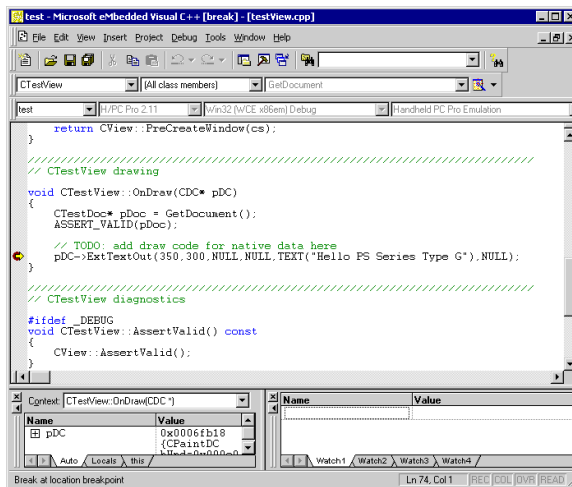 test - Microsoft eMbedded Visual C++ [break] - [testView.cpp]
File Edit View Insert Project Debug Tools Window Help
CTestView (All class members) GetDocument
test H/PC Pro 2.11 Win32 (WCE x86em) Debug Handheld PC Pro Emulation
return CView::PreCreateWindow(cs);
}
/////////////////////////////////////////////////////////////////////////////
// CTestView drawing
void CTestView::OnDraw(CDC* pDC)
{
CTestDoc* pDoc = GetDocument();
ASSERT_VALID(pDoc);
// TODO: add draw code for native data here
pDC->ExtTextOut(350,300,NULL,NULL,TEXT("Hello PS Series Type G"),NULL);
}
/////////////////////////////////////////////////////////////////////////////
// CTestView diagnostics
#ifdef _DEBUG
void CTestView::AssertValid() const
{
CView::AssertValid();
}
Context: CTestView::OnDraw(CDC *)
Name Value
pDC 0x0006fb18
{CPaintDC
Auto Locals this
Name Value
Watch1 Watch2 Watch3 Watch4
Break at location breakpoint
Ln 74, Col 1 REC COL OVR READ